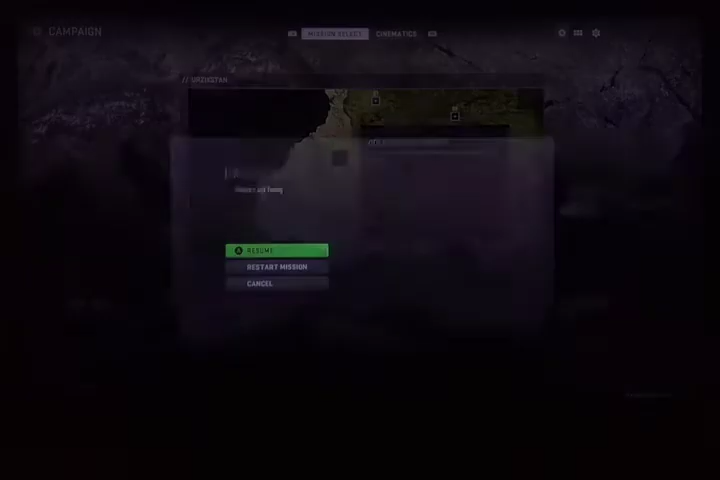 CAMPAIGN
MISSION SELECT
CINEMATICS
// URZIKSTAN
A RESUME
RESTART MISSION
CANCEL